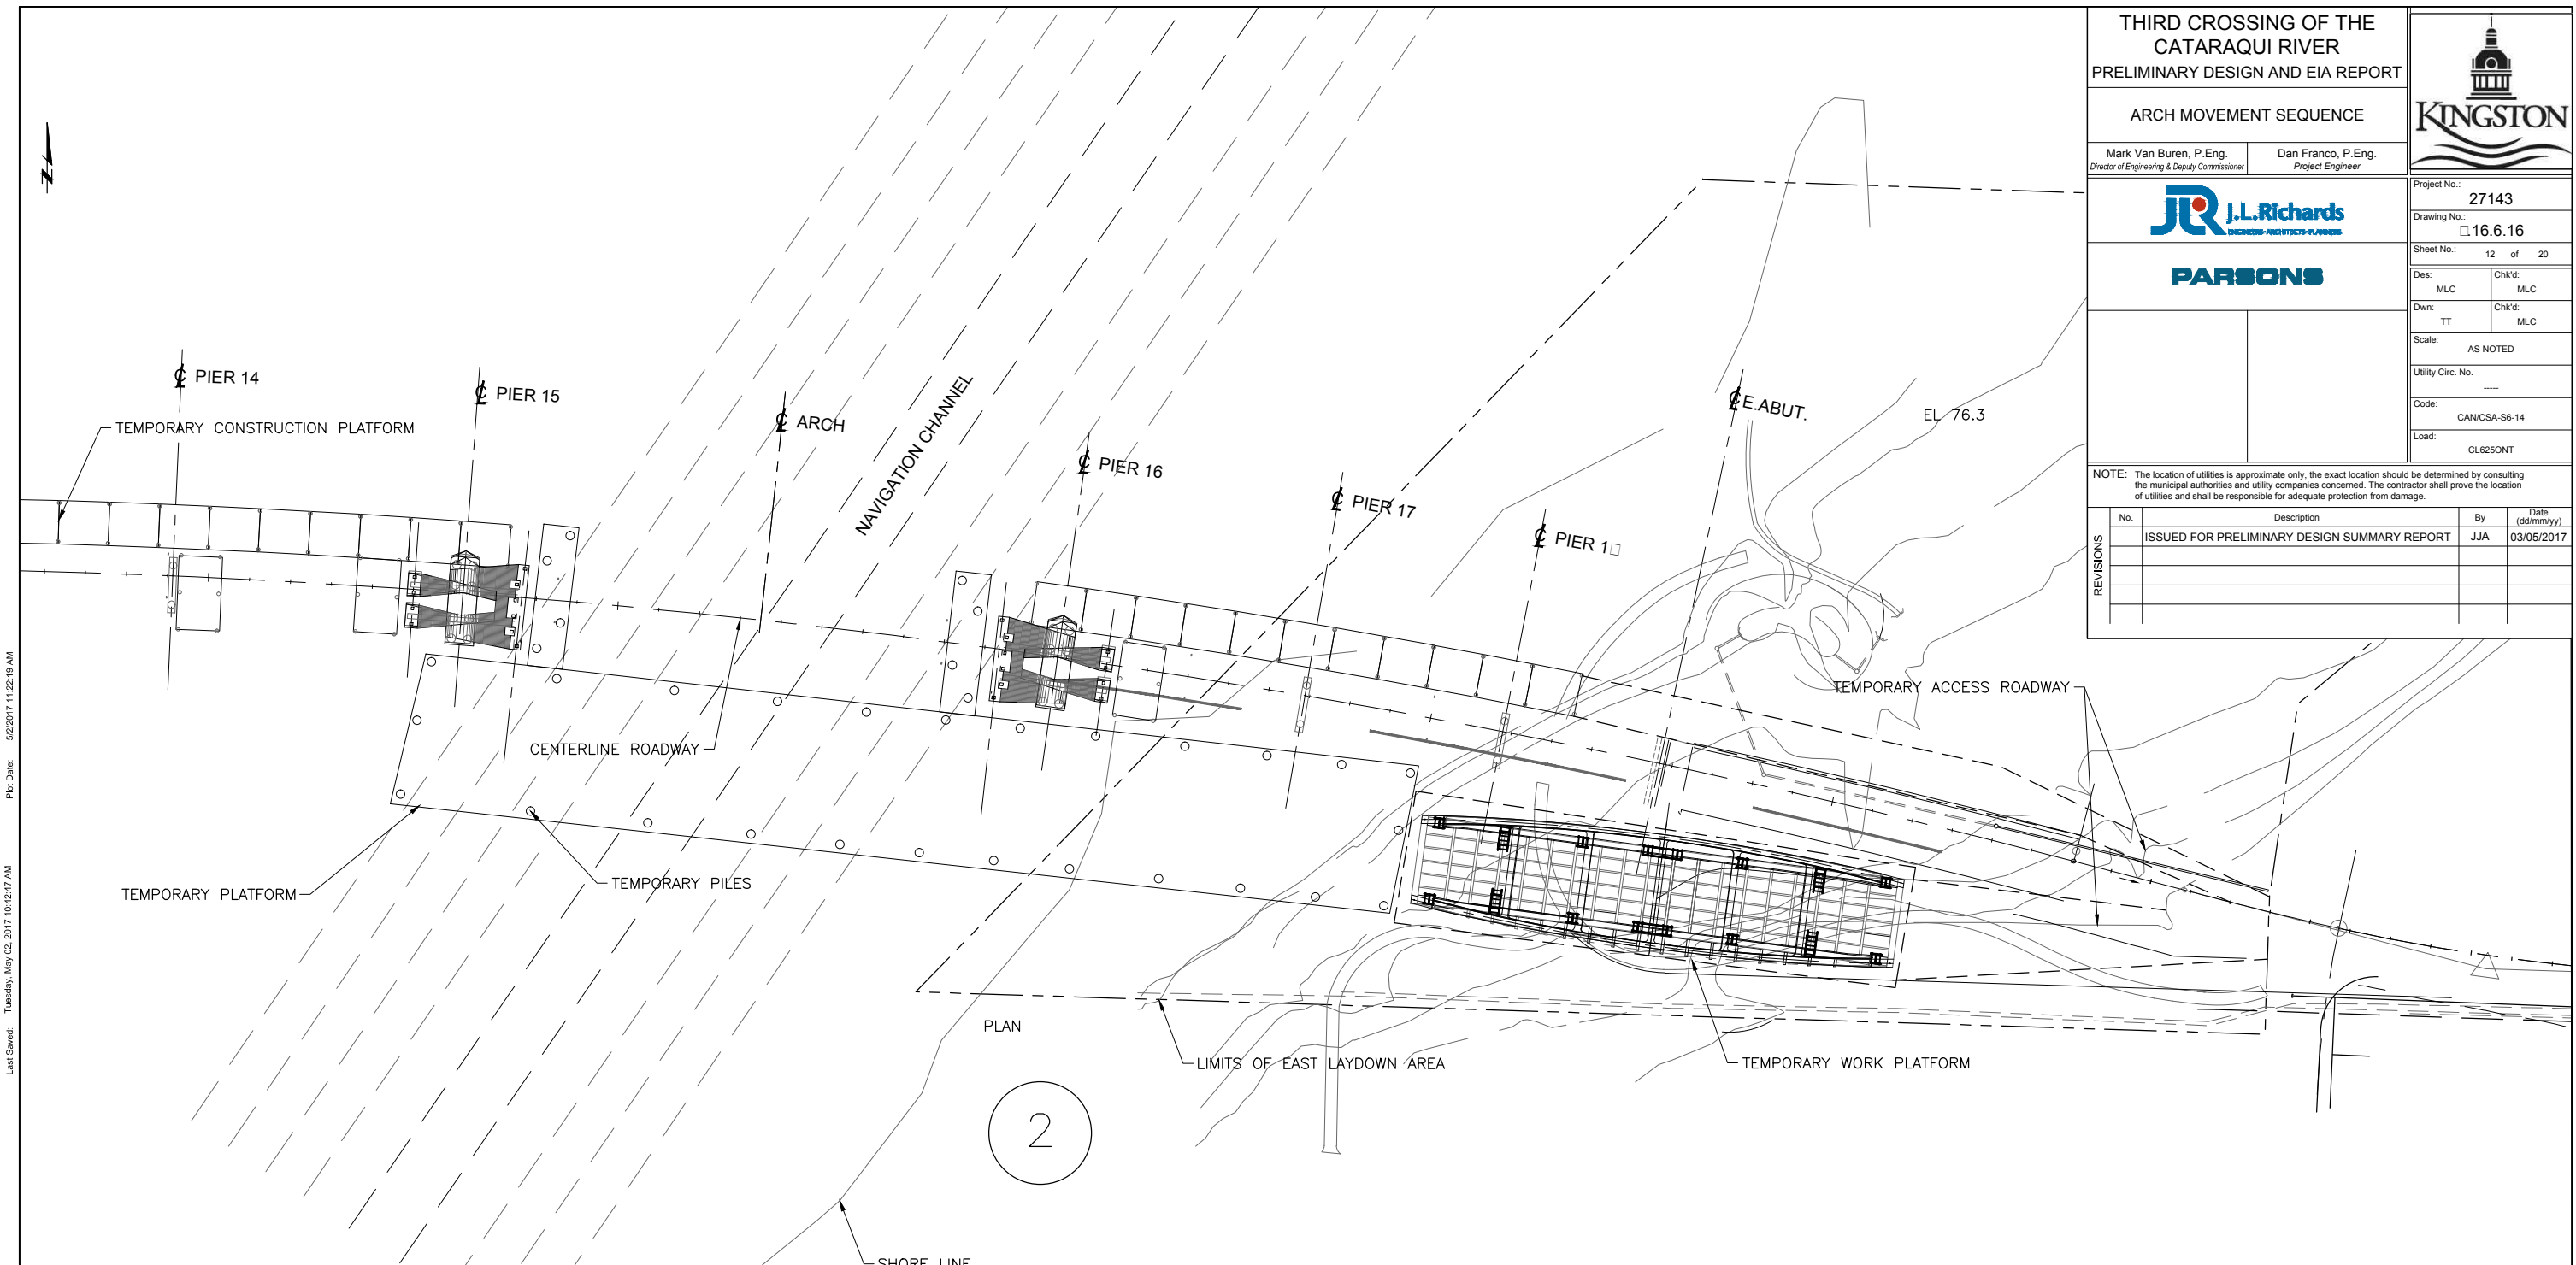 THIRD CROSSING OF THE
CATARAQUI RIVER
PRELIMINARY DESIGN AND EIA REPORT
ARCH MOVEMENT SEQUENCE
Mark Van Buren, P.Eng.
Director of Engineering & Deputy Commissioner
Dan Franco, P.Eng.
Project Engineer
KINGSTON
J.L.Richards
ENGINEERS·ARCHITECTS·PLANNERS
PARSONS
Project No.:
27143
Drawing No.:
□.16.6.16
Sheet No.: 12 of 20
Des: MLC
Chk'd: MLC
Dwn: TT
Chk'd: MLC
Scale:
AS NOTED
Utility Circ. No.
-----
Code:
CAN/CSA-S6-14
Load:
CL625ONT
NOTE: The location of utilities is approximate only, the exact location should be determined by consulting
the municipal authorities and utility companies concerned. The contractor shall prove the location
of utilities and shall be responsible for adequate protection from damage.
REVISIONS
No. Description By Date (dd/mm/yy)
ISSUED FOR PRELIMINARY DESIGN SUMMARY REPORT JJA 03/05/2017
℄ PIER 14
TEMPORARY CONSTRUCTION PLATFORM
℄ PIER 15
℄ ARCH
NAVIGATION CHANNEL
℄ PIER 16
℄ PIER 17
℄ PIER 1□
℄ E.ABUT.
EL 76.3
TEMPORARY ACCESS ROADWAY
CENTERLINE ROADWAY
TEMPORARY PLATFORM
TEMPORARY PILES
PLAN
LIMITS OF EAST LAYDOWN AREA
TEMPORARY WORK PLATFORM
2
SHORE LINE
Plot Date: 5/2/2017 11:22:19 AM
Last Saved: Tuesday, May 02, 2017 10:42:47 AM